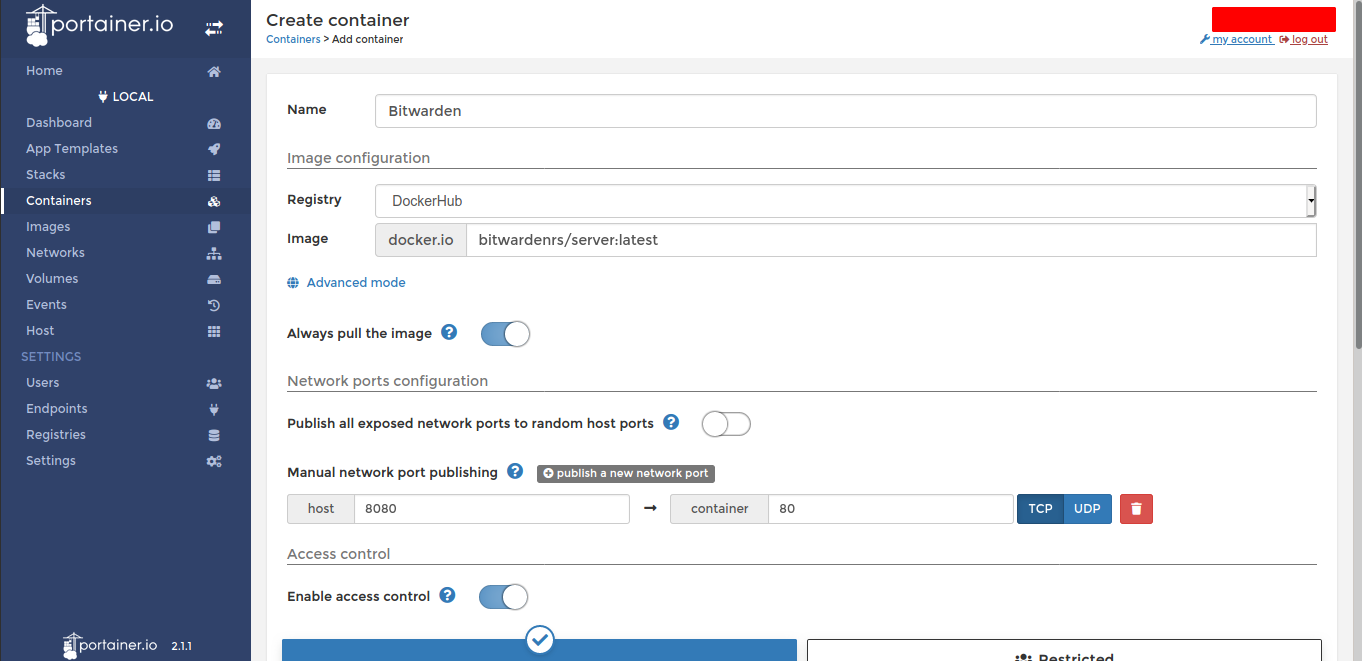 portainer.io
Create container
Containers > Add container
my account log out
Home
LOCAL
Dashboard
App Templates
Stacks
Containers
Images
Networks
Volumes
Events
Host
SETTINGS
Users
Endpoints
Registries
Settings
portainer.io 2.1.1
Name Bitwarden
Image configuration
Registry DockerHub
Image docker.io bitwardenrs/server:latest
Advanced mode
Always pull the image ?
Network ports configuration
Publish all exposed network ports to random host ports ?
Manual network port publishing ? publish a new network port
host 8080 → container 80 TCP UDP
Access control
Enable access control ?
Restricted